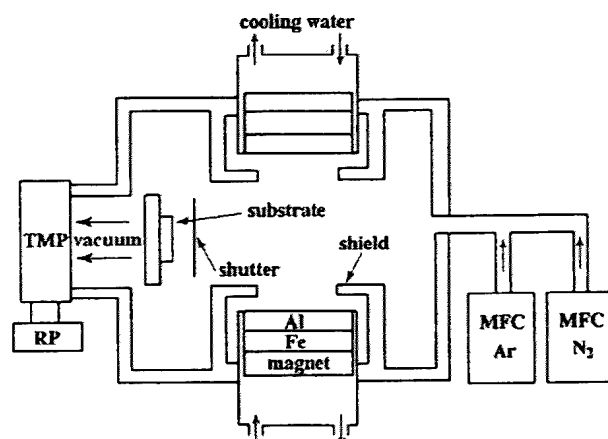 cooling water
substrate
TMP
vacuum
shutter
shield
RP
Al
Fe
magnet
MFC
Ar
MFC
N₂